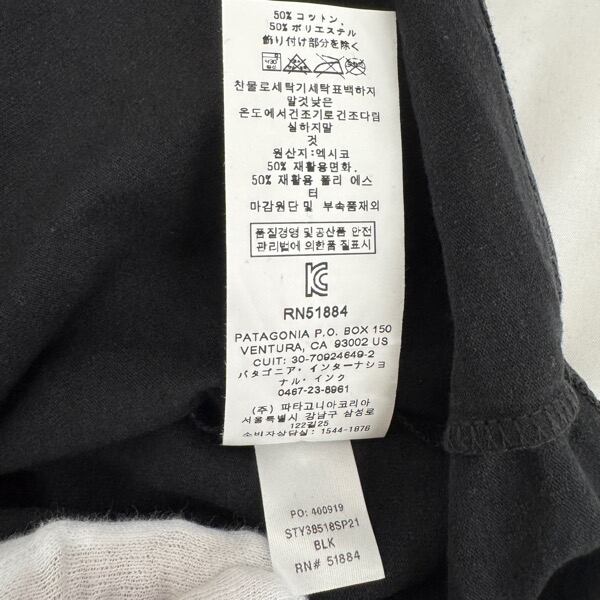 50% コットン.
50% ポリエステル
飾り付け部分を除く
찬물로세탁기세탁표백하지
말것낮은
온도에서건조기로건조다림
실하지말
것
원산지:엑시코
50% 재활용면화.
50% 재활용 폴리 에스
터
마감원단 및 부속품재외
품질경영 및공산품 안전
관리법에 의한품 질표시
RN51884
PATAGONIA P.O. BOX 150
VENTURA, CA 93002 US
CUIT: 30-70924649-2
パタゴニア・インターナショ
ナル・インク
0467-23-8961
(주) 파타고니아코리아
서울특별시 강남구 삼성로
122길25
소비자상담실: 1544-1876
PO: 400919
STY38518SP21
BLK
RN# 51884